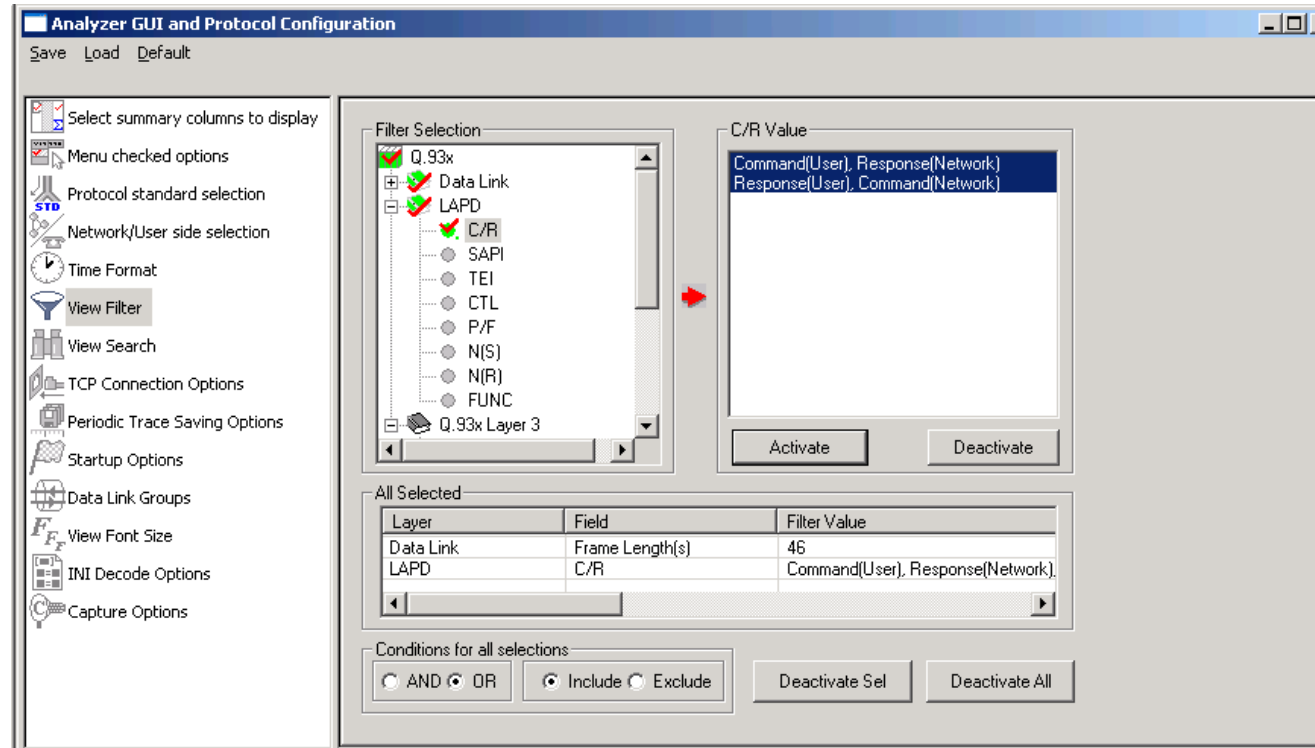 Analyzer GUI and Protocol Configuration
Save Load Default
Select summary columns to display
Menu checked options
Protocol standard selection
STD
Network/User side selection
Time Format
View Filter
View Search
TCP Connection Options
Periodic Trace Saving Options
Startup Options
Data Link Groups
View Font Size
INI Decode Options
Capture Options
Filter Selection
Q.93x
Data Link
LAPD
C/R
SAPI
TEI
CTL
P/F
N(S)
N(R)
FUNC
Q.93x Layer 3
C/R Value
Command(User), Response(Network)
Response(User), Command(Network)
Activate Deactivate
All Selected
Layer Field Filter Value
Data Link Frame Length(s) 46
LAPD C/R Command(User), Response(Network),
Conditions for all selections
AND OR Include Exclude
Deactivate Sel Deactivate All